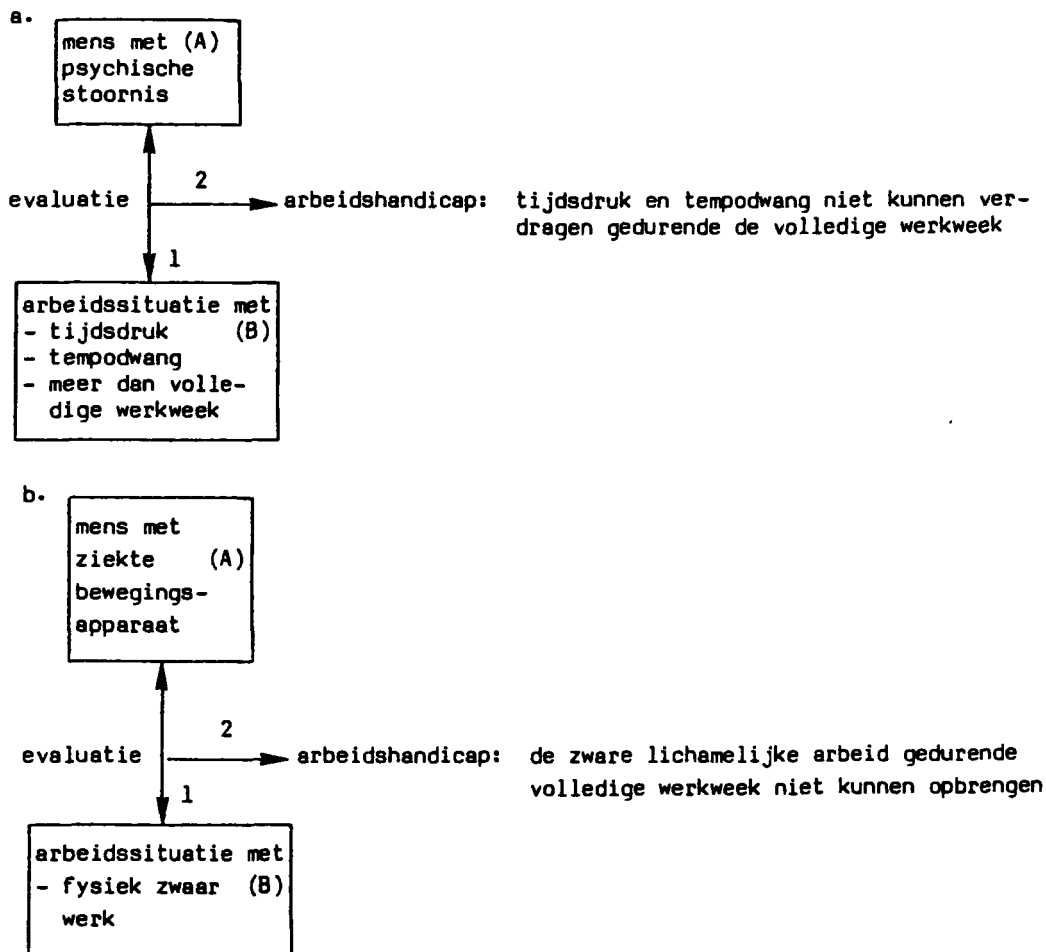 a.
mens met (A)
psychische
stoornis
2
evaluatie
arbeidshandicap: tijdsdruk en tempodwang niet kunnen ver-
dragen gedurende de volledige werkweek
1
arbeidssituatie met
- tijdsdruk (B)
- tempodwang
- meer dan volle-
dige werkweek
b.
mens met
ziekte (A)
bewegings-
apparaat
2
evaluatie
arbeidshandicap: de zware lichamelijke arbeid gedurende
volledige werkweek niet kunnen opbrengen
1
arbeidssituatie met
- fysiek zwaar (B)
werk